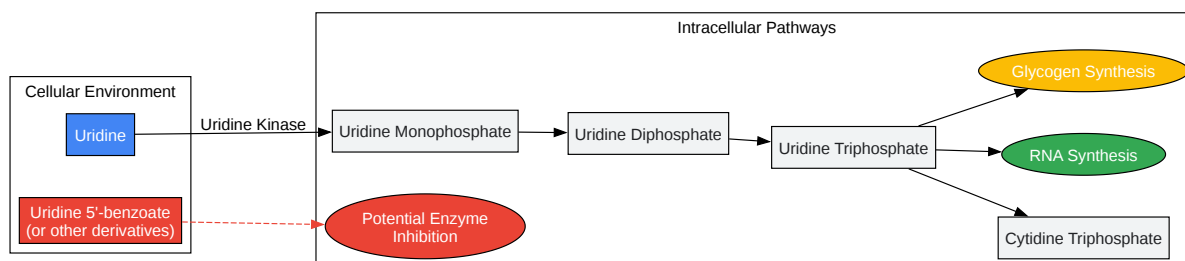 Intracellular Pathways
Cellular Environment
Uridine
Uridine Kinase
Uridine Monophosphate
Uridine Diphosphate
Uridine Triphosphate
Glycogen Synthesis
RNA Synthesis
Cytidine Triphosphate
Uridine 5'-benzoate
(or other derivatives)
Potential Enzyme
Inhibition